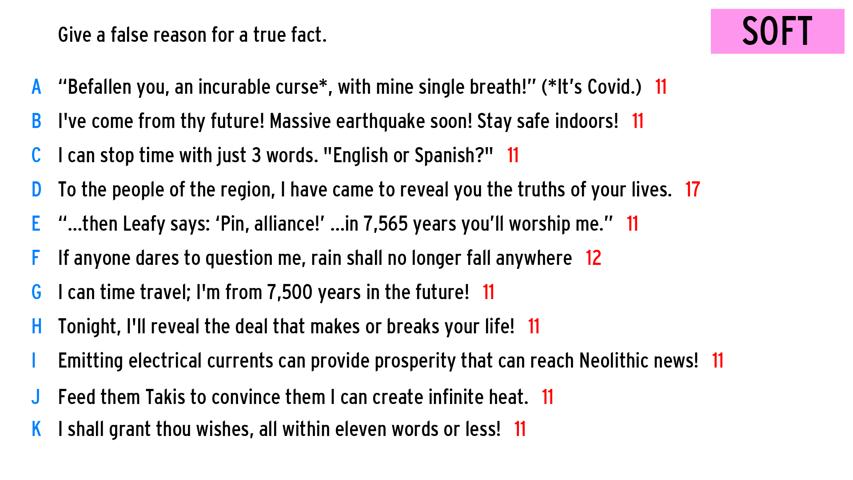 Give a false reason for a true fact.
SOFT
A “Befallen you, an incurable curse*, with mine single breath!” (*It’s Covid.) 11
B I've come from thy future! Massive earthquake soon! Stay safe indoors! 11
C I can stop time with just 3 words. "English or Spanish?" 11
D To the people of the region, I have came to reveal you the truths of your lives. 17
E “...then Leafy says: ‘Pin, alliance!’ ...in 7,565 years you’ll worship me.” 11
F If anyone dares to question me, rain shall no longer fall anywhere 12
G I can time travel; I'm from 7,500 years in the future! 11
H Tonight, I'll reveal the deal that makes or breaks your life! 11
I Emitting electrical currents can provide prosperity that can reach Neolithic news! 11
J Feed them Takis to convince them I can create infinite heat. 11
K I shall grant thou wishes, all within eleven words or less! 11